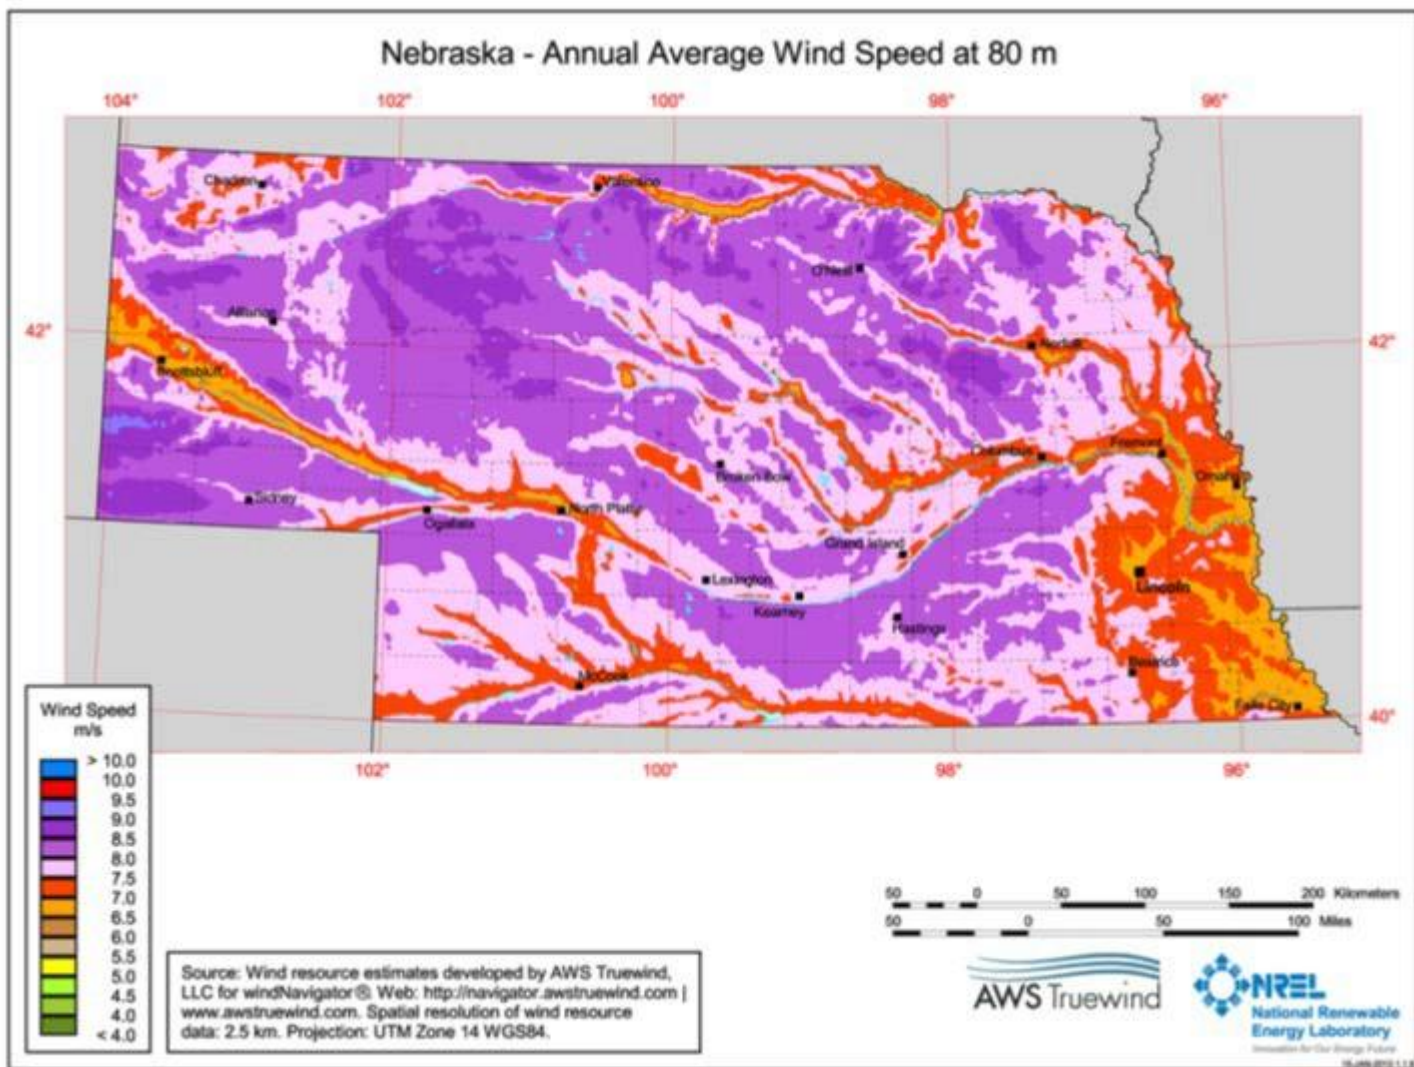 Nebraska - Annual Average Wind Speed at 80 m
104°
102°
100°
98°
96°
Chadron
Valentine
O'Neill
Alliance
42°
42°
Norfolk
Scottsbluff
Columbus
Fremont
Omaha
Broken Bow
Sidney
Ogallala
North Platte
Grand Island
Lexington
Lincoln
Kearney
Hastings
McCook
Beatrice
Falls City
40°
102°
100°
98°
96°
Wind Speed
m/s
> 10.0
10.0
9.5
9.0
8.5
8.0
7.5
7.0
6.5
6.0
5.5
5.0
4.5
4.0
< 4.0
Source: Wind resource estimates developed by AWS Truewind,
LLC for windNavigator®. Web: http://navigator.awstruewind.com |
www.awstruewind.com. Spatial resolution of wind resource
data: 2.5 km. Projection: UTM Zone 14 WGS84.
50 0 50 100 150 200 Kilometers
50 0 50 100 Miles
AWS Truewind
NREL
National Renewable
Energy Laboratory
Innovation for Our Energy Future